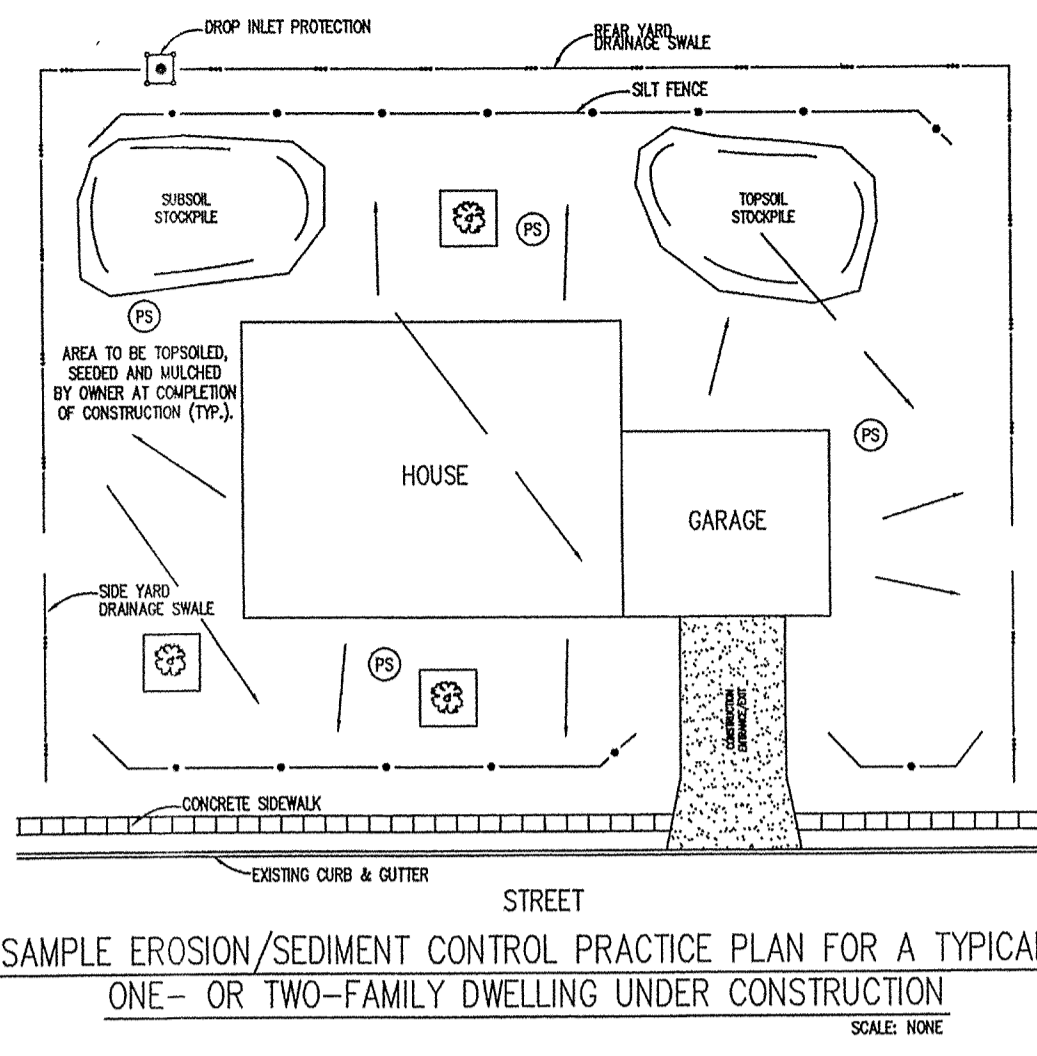 DROP INLET PROTECTION
REAR YARD
DRAINAGE SWALE
SILT FENCE
SUBSOIL
STOCKPILE
TOPSOIL
STOCKPILE
PS
PS
AREA TO BE TOPSOILED,
SEEDED AND MULCHED
BY OWNER AT COMPLETION
OF CONSTRUCTION (TYP.).
PS
HOUSE
GARAGE
SIDE YARD
DRAINAGE SWALE
PS
CONSTRUCTION
ENTRANCE/EXIT
CONCRETE SIDEWALK
EXISTING CURB & GUTTER
STREET
SAMPLE EROSION/SEDIMENT CONTROL PRACTICE PLAN FOR A TYPICAL
ONE- OR TWO-FAMILY DWELLING UNDER CONSTRUCTION
SCALE: NONE